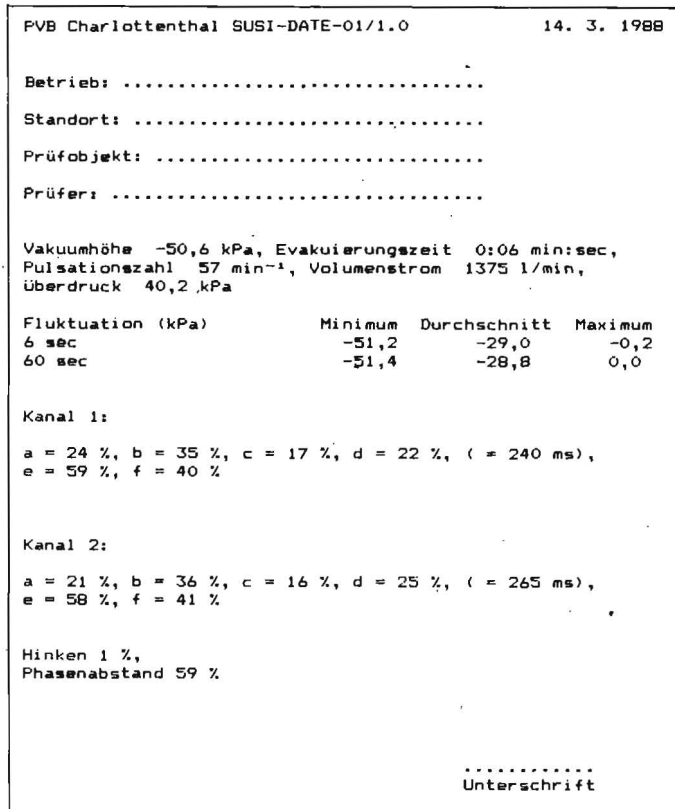 PVB Charlottenthal SUSI-DATE-01/1.0 14. 3. 1988
Betrieb: .................................
Standort: ................................
Prüfobjekt: ..............................
Prüfer: ..................................
Vakuumhöhe -50,6 kPa, Evakuierungszeit 0:06 min:sec,
Pulsationszahl 57 min⁻¹, Volumenstrom 1375 l/min,
überdruck 40,2 kPa
Fluktuation (kPa) Minimum Durchschnitt Maximum
6 sec -51,2 -29,0 -0,2
60 sec -51,4 -28,8 0,0
Kanal 1:
a = 24 %, b = 35 %, c = 17 %, d = 22 %, ( = 240 ms),
e = 59 %, f = 40 %
Kanal 2:
a = 21 %, b = 36 %, c = 16 %, d = 25 %, ( = 265 ms),
e = 58 %, f = 41 %
Hinken 1 %,
Phasenabstand 59 %
............
Unterschrift